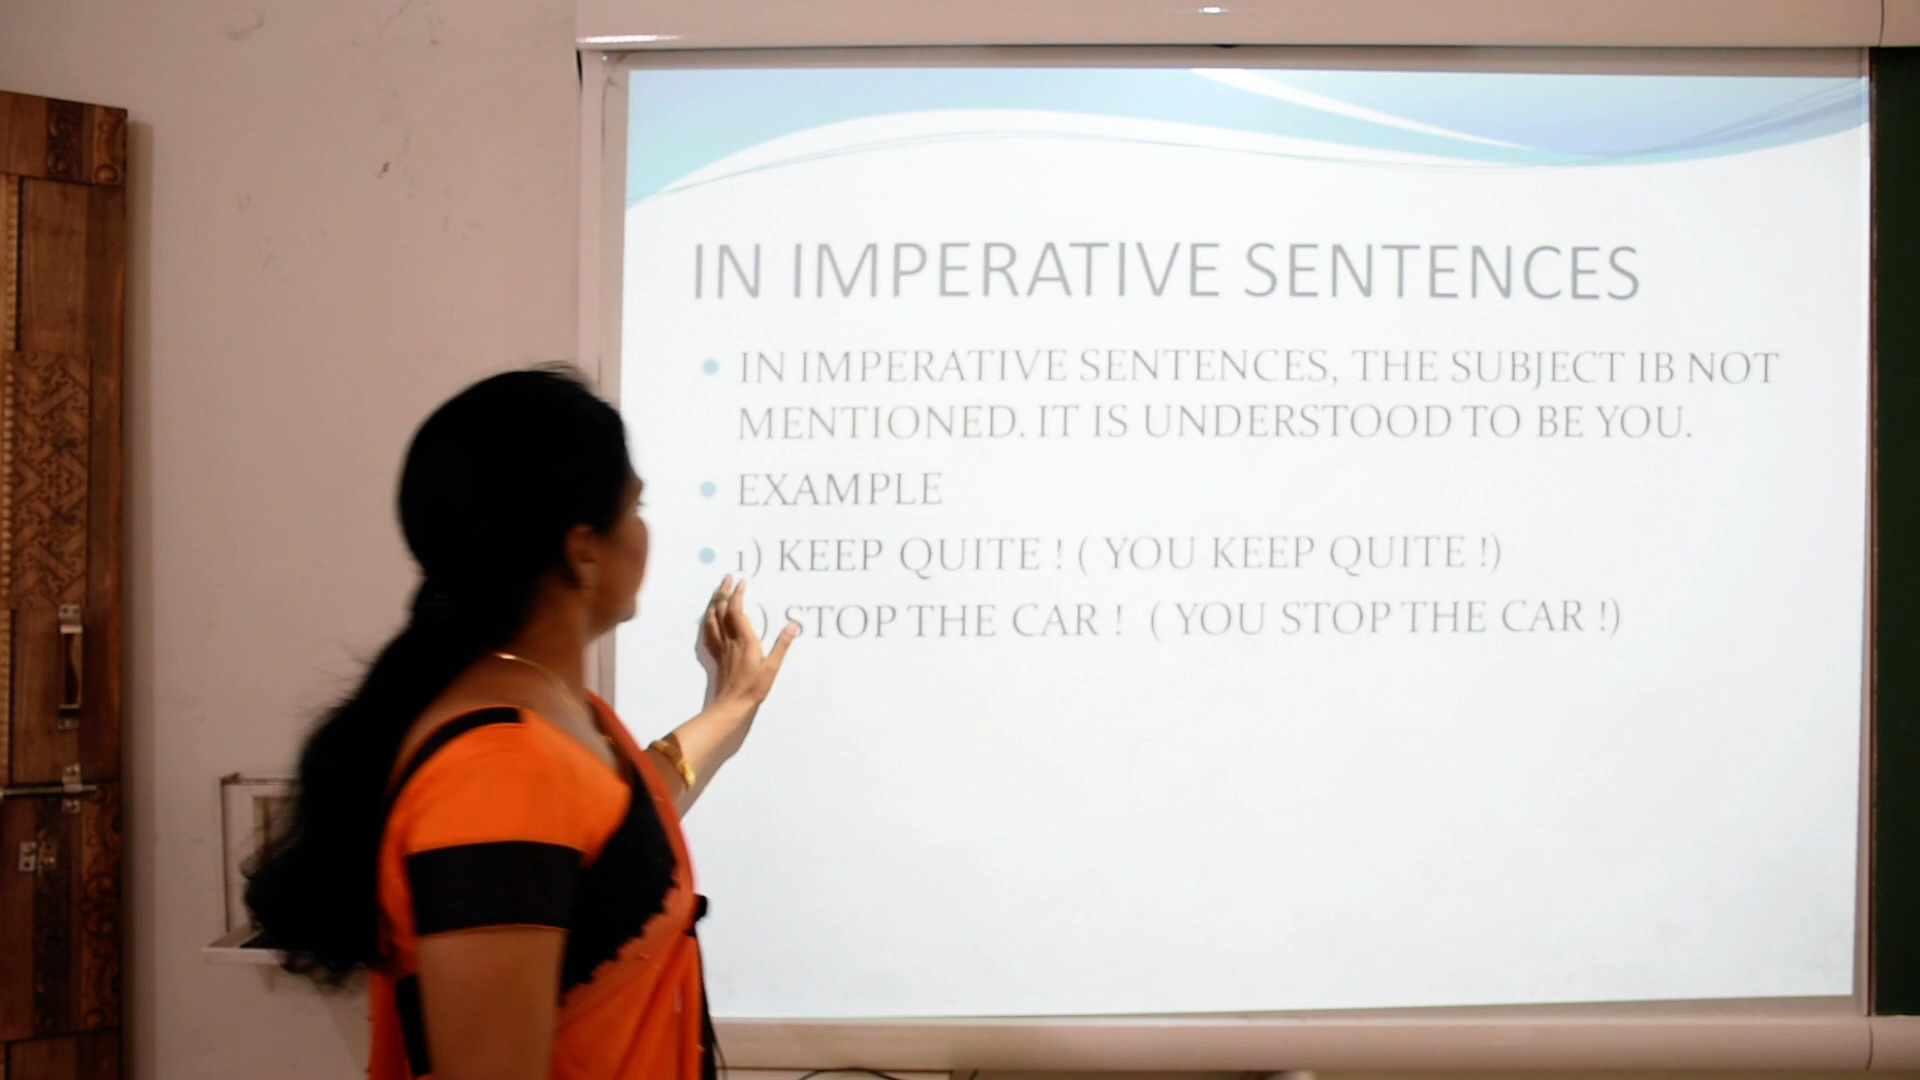 IN IMPERATIVE SENTENCES
IN IMPERATIVE SENTENCES, THE SUBJECT IB NOT
MENTIONED. IT IS UNDERSTOOD TO BE YOU.
EXAMPLE
1) KEEP QUITE ! ( YOU KEEP QUITE !)
) STOP THE CAR ! ( YOU STOP THE CAR !)